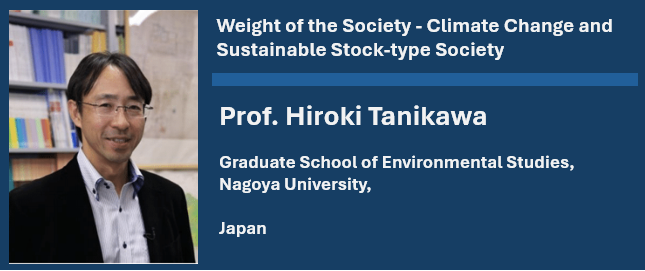 Weight of the Society - Climate Change and
Sustainable Stock-type Society
Prof. Hiroki Tanikawa
Graduate School of Environmental Studies,
Nagoya University,
Japan